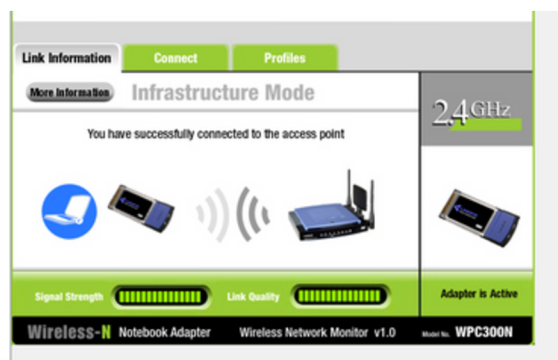 Link Information Connect Profiles
More Information Infrastructure Mode
2.4GHz
You have successfully connected to the access point
Signal Strength Link Quality Adapter is Active
Wireless-N Notebook Adapter Wireless Network Monitor v1.0 Model No. WPC300N